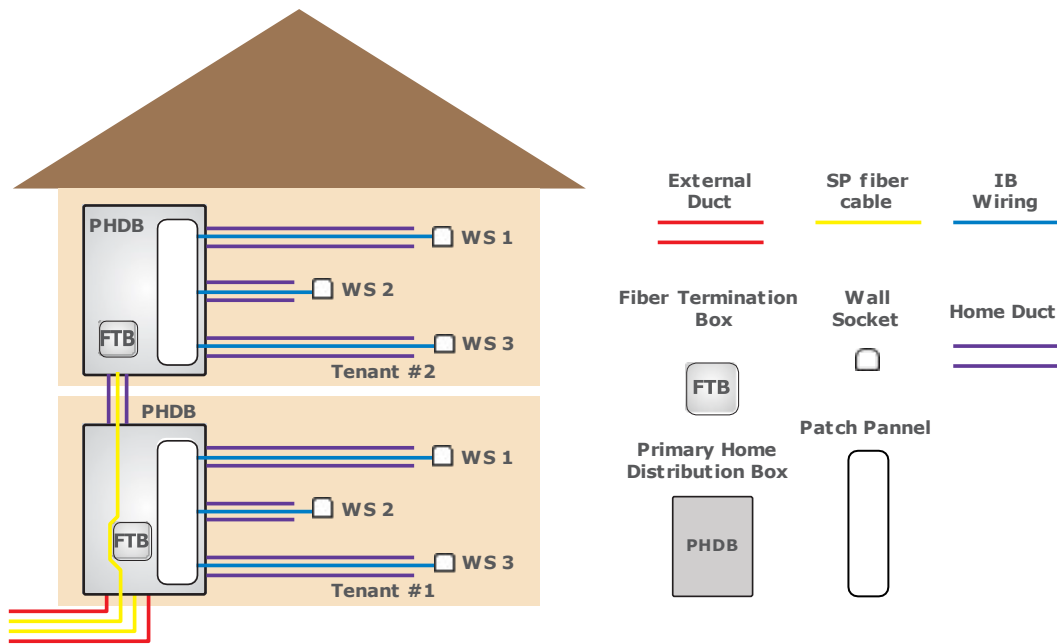 PHDB
WS 1
WS 2
FTB
WS 3
Tenant #2
PHDB
WS 1
WS 2
FTB
WS 3
Tenant #1
External
Duct
SP fiber
cable
IB
Wiring
Fiber Termination
Box
Wall
Socket
Home Duct
FTB
Patch Pannel
Primary Home
Distribution Box
PHDB